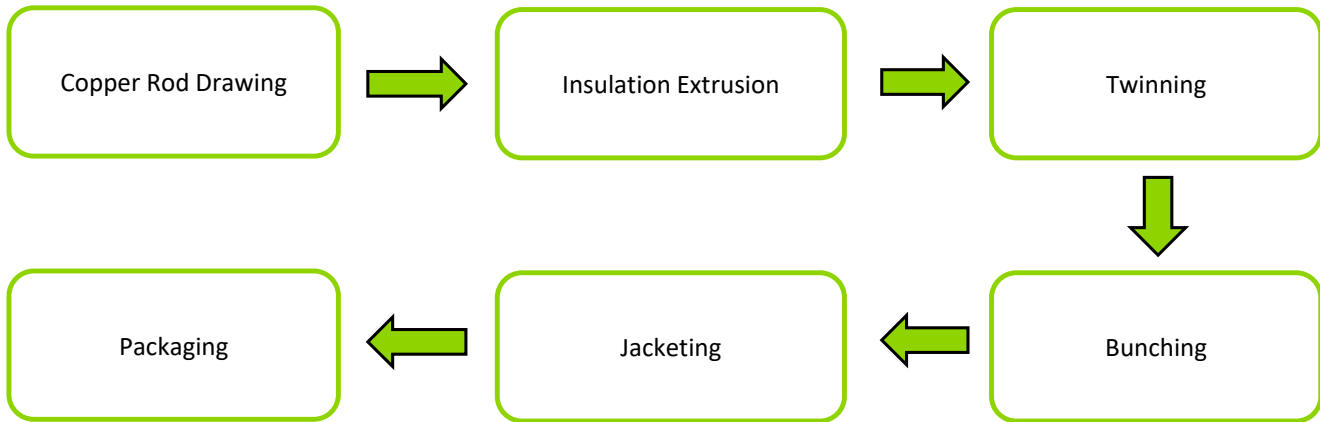 Copper Rod Drawing
Insulation Extrusion
Twinning
Bunching
Jacketing
Packaging